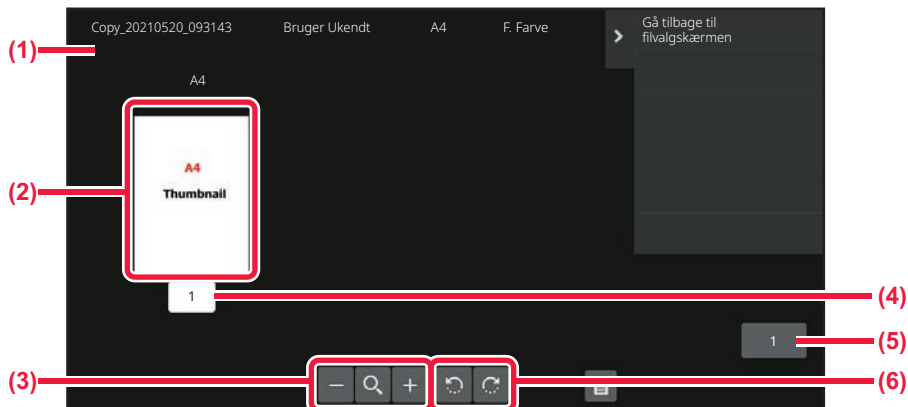 Copy_20210520_093143 Bruger Ukendt A4 F. Farve
Gå tilbage til
filvalgskærmen
(1)
A4
(2)
A4
Thumbnail
1
(4)
1
(5)
(3)
(6)